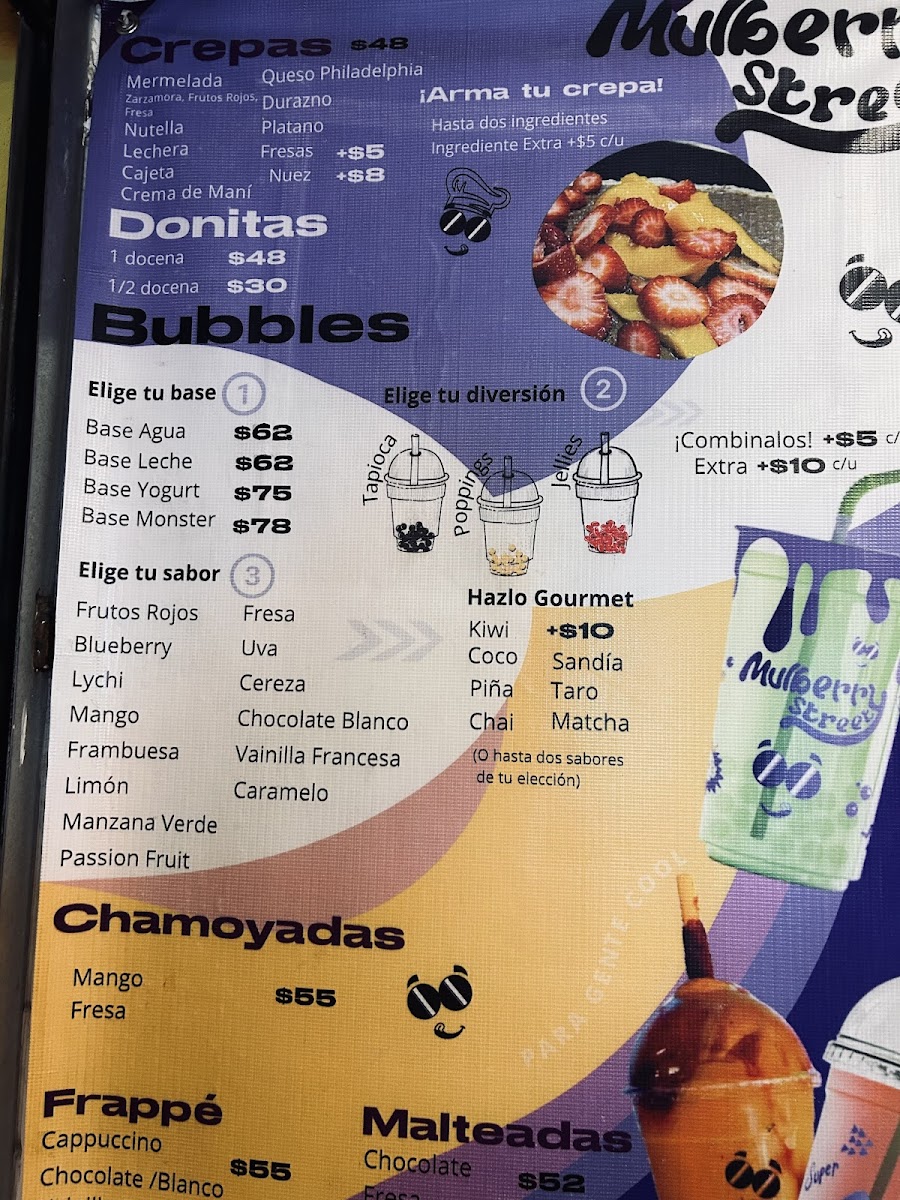 Crepas $48
Mermelada
Zarzamora, Frutos Rojos,
Fresa
Nutella
Lechera
Cajeta
Crema de Maní
Queso Philadelphia
Durazno
Platano
Fresas +$5
Nuez +$8
¡Arma tu crepa!
Hasta dos ingredientes
Ingrediente Extra +$5 c/u
Mulberry
Stre
Donitas
1 docena $48
1/2 docena $30
Bubbles
Elige tu base 1
Base Agua $62
Base Leche $62
Base Yogurt $75
Base Monster $78
Elige tu diversión 2
Tapioca
Poppings
Jellies
¡Combinalos! +$5 c/
Extra +$10 c/u
Elige tu sabor 3
Frutos Rojos
Blueberry
Lychi
Mango
Frambuesa
Limón
Manzana Verde
Passion Fruit
Fresa
Uva
Cereza
Chocolate Blanco
Vainilla Francesa
Caramelo
Hazlo Gourmet
Kiwi +$10
Coco Sandía
Piña Taro
Chai Matcha
(O hasta dos sabores
de tu elección)
Mulberry
Street
PARA GENTE COOL
Chamoyadas
Mango
Fresa
$55
Frappé
Cappuccino
Chocolate /Blanco
$55
Malteadas
Chocolate
Fresa
$52
Super